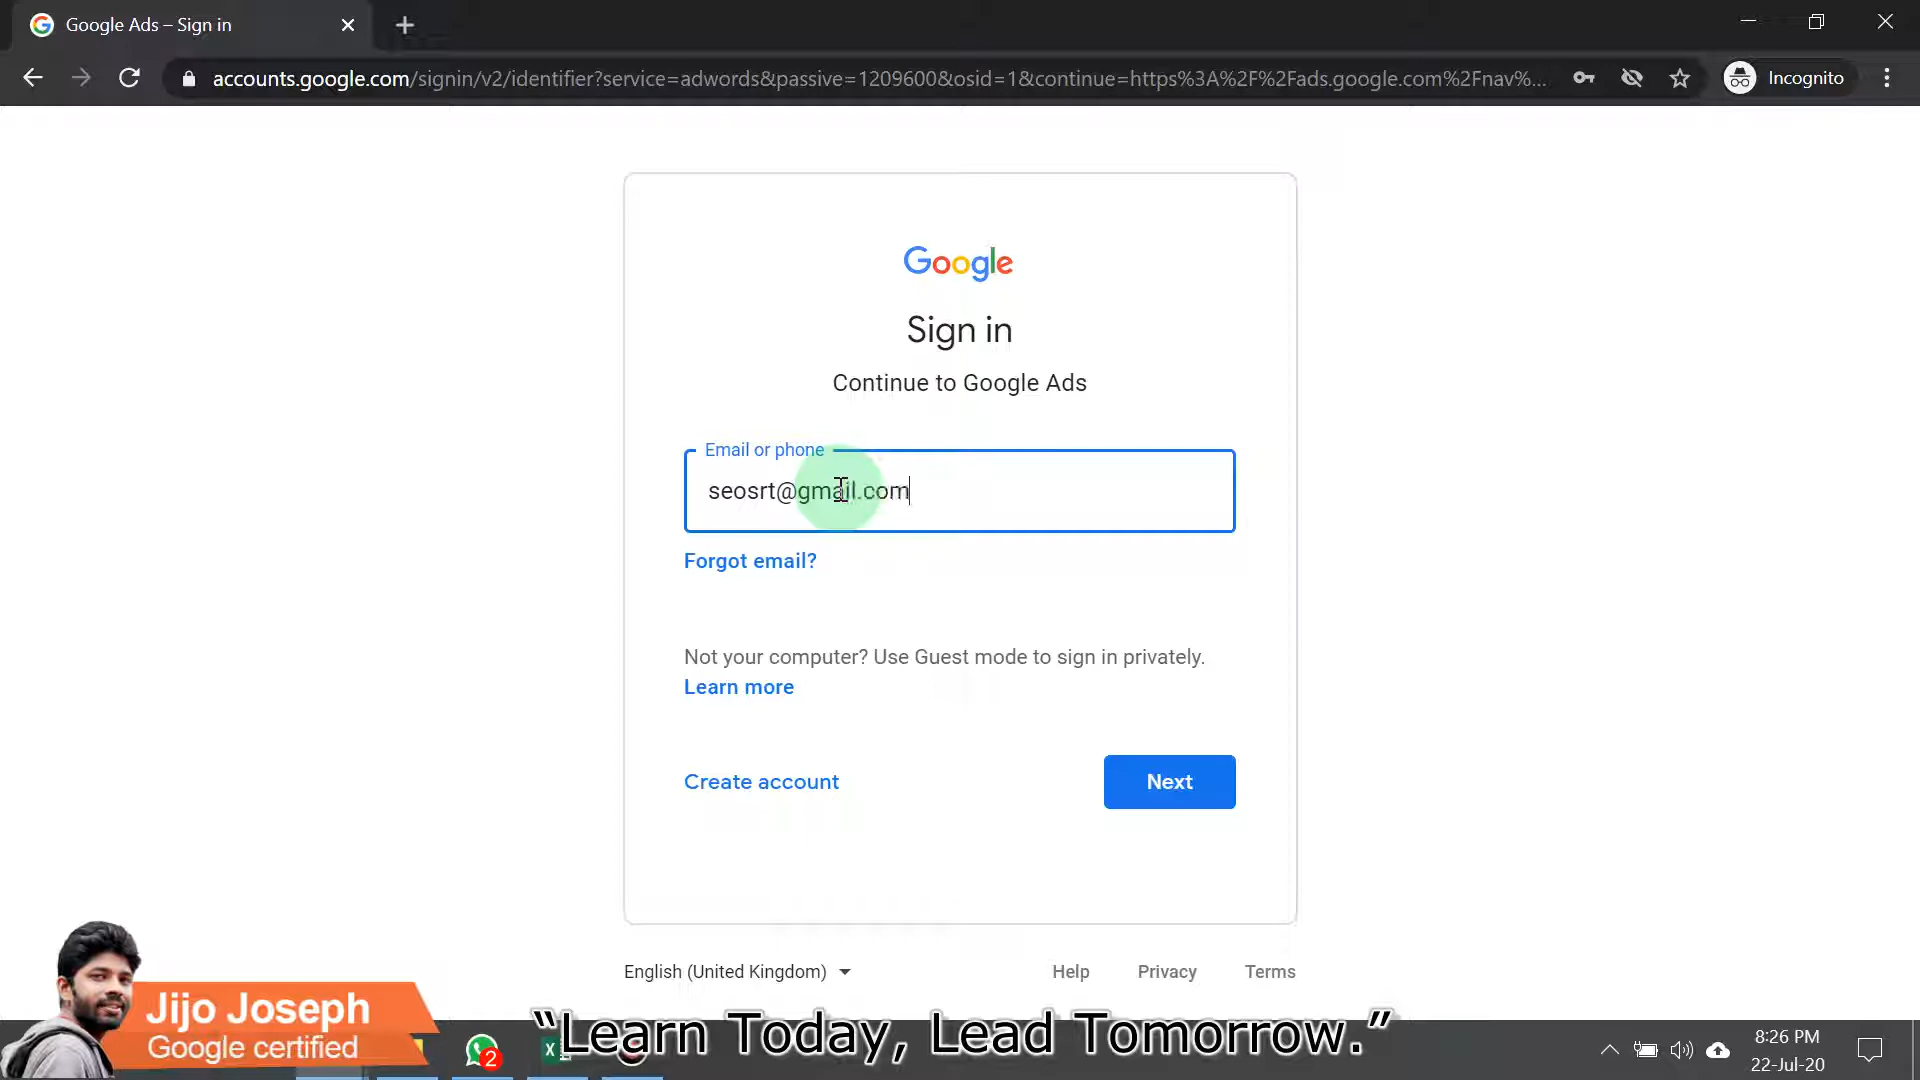 Google Ads – Sign in
accounts.google.com/signin/v2/identifier?service=adwords&passive=1209600&osid=1&continue=https%3A%2F%2Fads.google.com%2Fnav%...
Incognito
Google
Sign in
Continue to Google Ads
Email or phone
seosrt@gmail.com
Forgot email?
Not your computer? Use Guest mode to sign in privately.
Learn more
Create account
Next
English (United Kingdom)
Help
Privacy
Terms
Jijo Joseph
Google certified
“Learn Today, Lead Tomorrow.”
2
X
8:26 PM
22-Jul-20